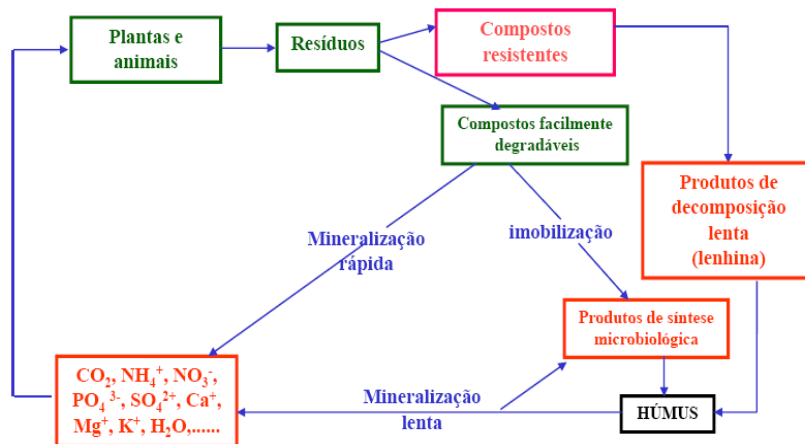 Plantas e
animais
Resíduos
Compostos
resistentes
Compostos facilmente
degradáveis
Produtos de
decomposição
lenta
(lenhina)
Mineralização
rápida
imobilização
Produtos de síntese
microbiológica
CO₂, NH₄⁺, NO₃⁻,
PO₄ ³⁻, SO₄²⁺, Ca⁺,
Mg⁺, K⁺, H₂O,......
Mineralização
lenta
HÚMUS